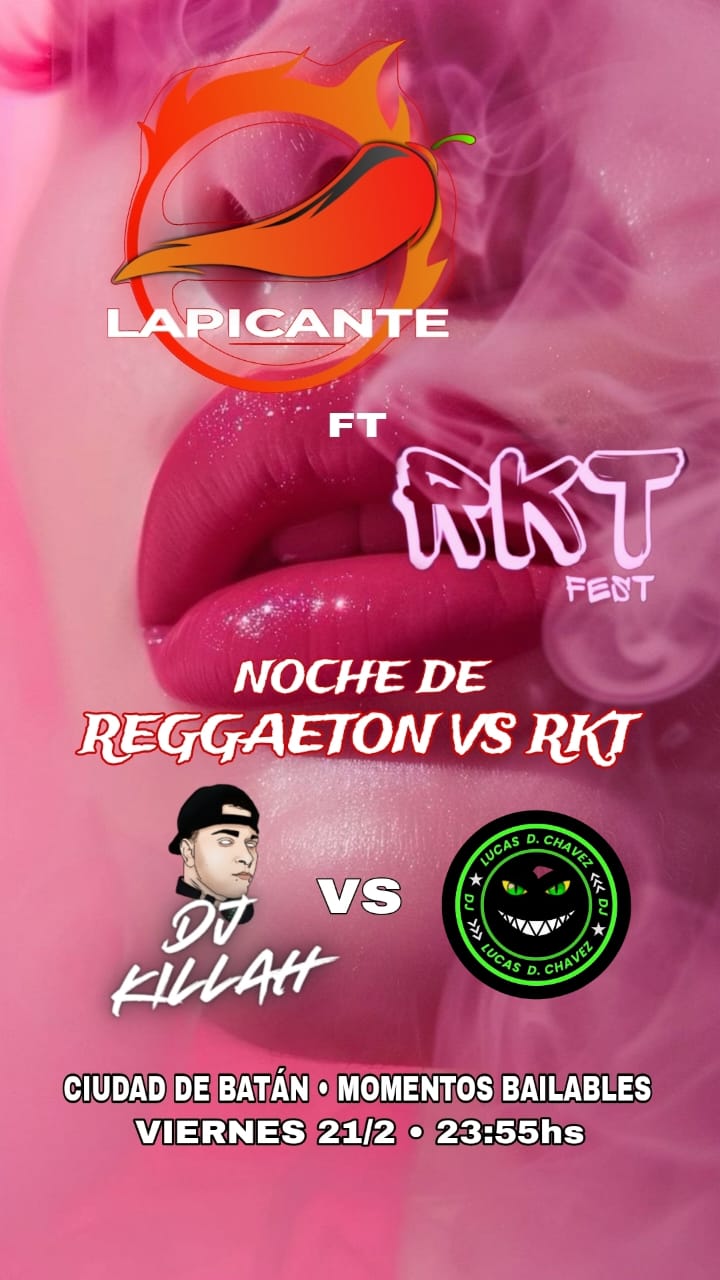 LAPICANTE
FT
RKT
FEST
NOCHE DE
REGGAETON VS RKT
DJ
KILLAH
VS
LUCAS D. CHAVEZ
DJ
DJ
LUCAS D. CHAVEZ
CIUDAD DE BATÁN • MOMENTOS BAILABLES
VIERNES 21/2 • 23:55hs